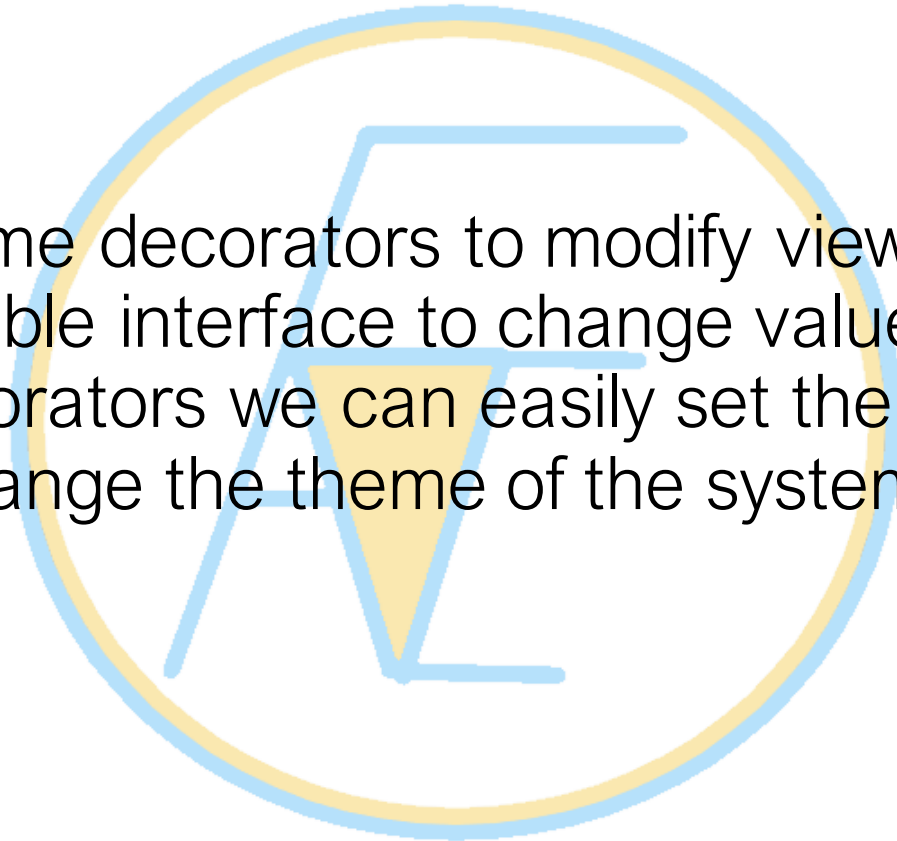 me decorators to modify view
ble interface to change value
orators we can easily set the
ange the theme of the system